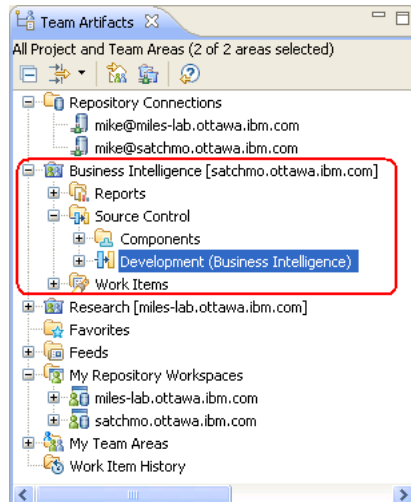 Team Artifacts
All Project and Team Areas (2 of 2 areas selected)
Repository Connections
mike@miles-lab.ottawa.ibm.com
mike@satchmo.ottawa.ibm.com
Business Intelligence [satchmo.ottawa.ibm.com]
Reports
Source Control
Components
Development (Business Intelligence)
Work Items
Research [miles-lab.ottawa.ibm.com]
Favorites
Feeds
My Repository Workspaces
miles-lab.ottawa.ibm.com
satchmo.ottawa.ibm.com
My Team Areas
Work Item History